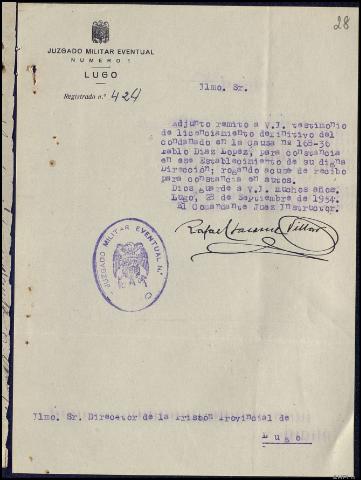 28
JUZGADO MILITAR EVENTUAL
NUMERO 1
LUGO
Registrado n.º 424
Ilmo. Sr.
Adjunto remito a V.I. testimonio
de licenciamiento definitivo del
condenado en la Causa nº 168-36
Pablo Diaz Lopez, para constancia
en ese Establecimiento de su digna
Dirección; rogando acuse de recibo
para constancia en autos.
Dios guarde a V.I. muchos años.
Lugo, 28 de Septiembre de 1954.
El Comandante Juez Instructor.
Rafael Villar
JUZGADO MILITAR EVENTUAL Nº
Ilmo. Sr. Director de la Prisión Provincial de
Lugo